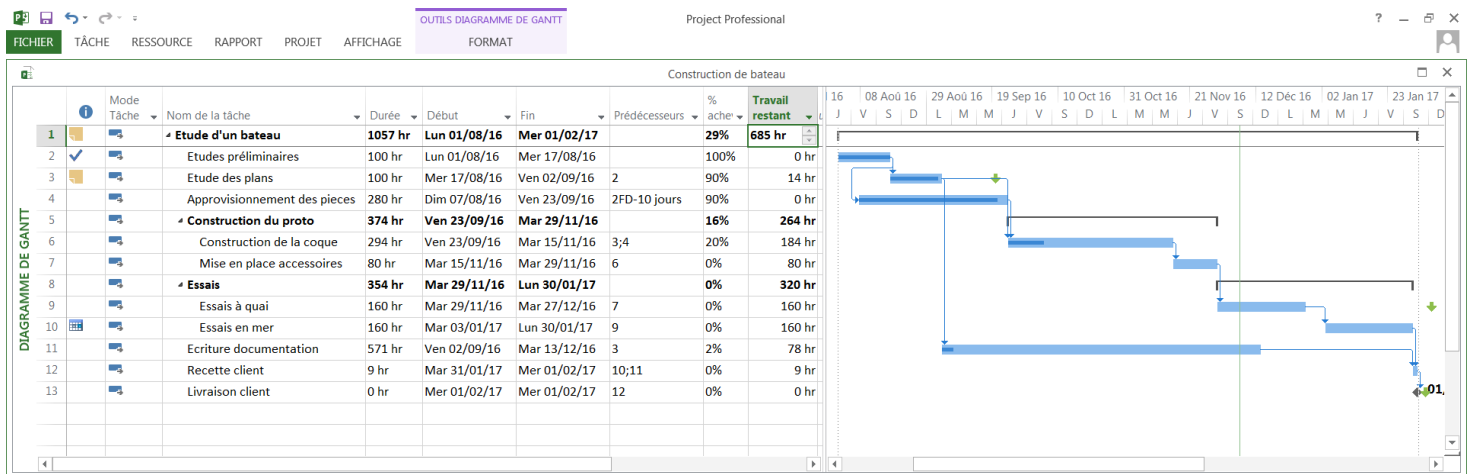 OUTILS DIAGRAMME DE GANTT Project Professional ?
FICHIER TÂCHE RESSOURCE RAPPORT PROJET AFFICHAGE FORMAT
Construction de bateau
Mode % Travail 16 08 Aoû 16 29 Aoû 16 19 Sep 16 10 Oct 16 31 Oct 16 21 Nov 16 12 Déc 16 02 Jan 17 23 Jan 17
Tâche Nom de la tâche Durée Début Fin Prédécesseurs achev restant J V S D L M M J V S D L M M J V S D L M M J V S D
1 Etude d'un bateau 1057 hr Lun 01/08/16 Mer 01/02/17 29% 685 hr
2 Etudes préliminaires 100 hr Lun 01/08/16 Mer 17/08/16 100% 0 hr
3 Etude des plans 100 hr Mer 17/08/16 Ven 02/09/16 2 90% 14 hr
4 Approvisionnement des pieces 280 hr Dim 07/08/16 Ven 23/09/16 2FD-10 jours 90% 0 hr
5 Construction du proto 374 hr Ven 23/09/16 Mar 29/11/16 16% 264 hr
6 Construction de la coque 294 hr Ven 23/09/16 Mar 15/11/16 3;4 20% 184 hr
7 Mise en place accessoires 80 hr Mar 15/11/16 Mar 29/11/16 6 0% 80 hr
8 Essais 354 hr Mar 29/11/16 Lun 30/01/17 0% 320 hr
9 Essais à quai 160 hr Mar 29/11/16 Mar 27/12/16 7 0% 160 hr
10 Essais en mer 160 hr Mar 03/01/17 Lun 30/01/17 9 0% 160 hr
11 Ecriture documentation 571 hr Ven 02/09/16 Mar 13/12/16 3 2% 78 hr
12 Recette client 9 hr Mar 31/01/17 Mer 01/02/17 10;11 0% 9 hr
13 Livraison client 0 hr Mer 01/02/17 Mer 01/02/17 12 0% 0 hr 01/
DIAGRAMME DE GANTT